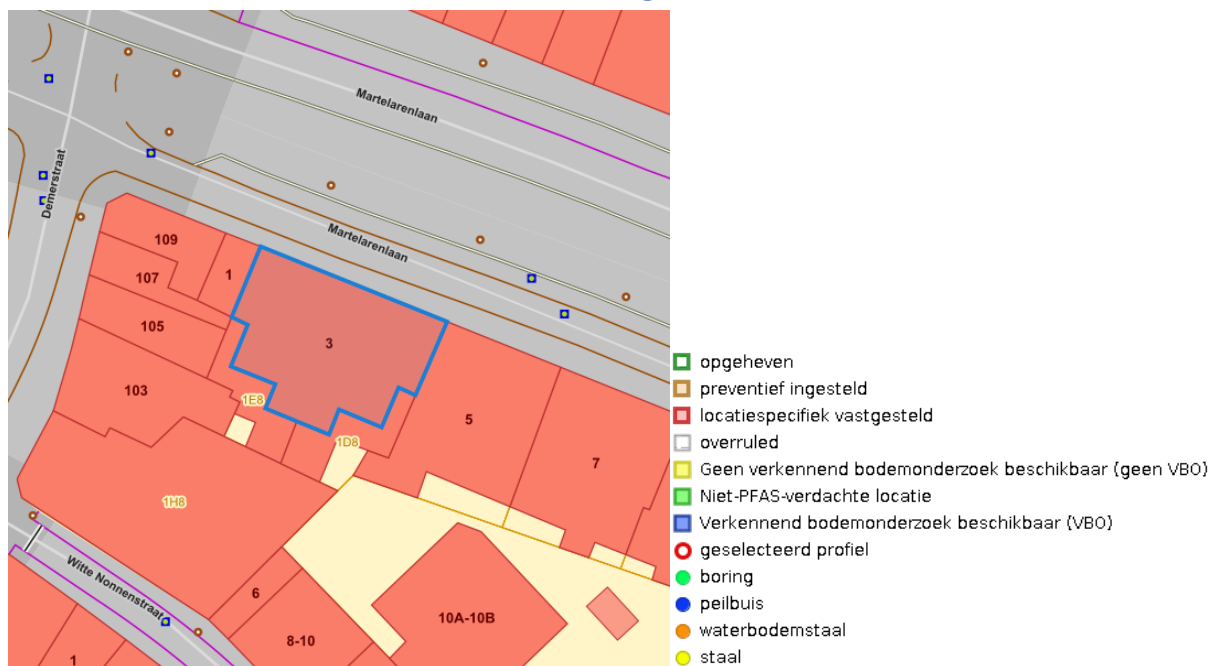 Martelarenlaan
Demerstraat
Martelarenlaan
109
107
1
105
3
103
1E8
1D8
5
7
1H8
Witte Nonnenstraat
6
10A-10B
8-10
1
opgeheven
preventief ingesteld
locatiespecifiek vastgesteld
overruled
Geen verkennend bodemonderzoek beschikbaar (geen VBO)
Niet-PFAS-verdachte locatie
Verkennend bodemonderzoek beschikbaar (VBO)
geselecteerd profiel
boring
peilbuis
waterbodemstaal
staal